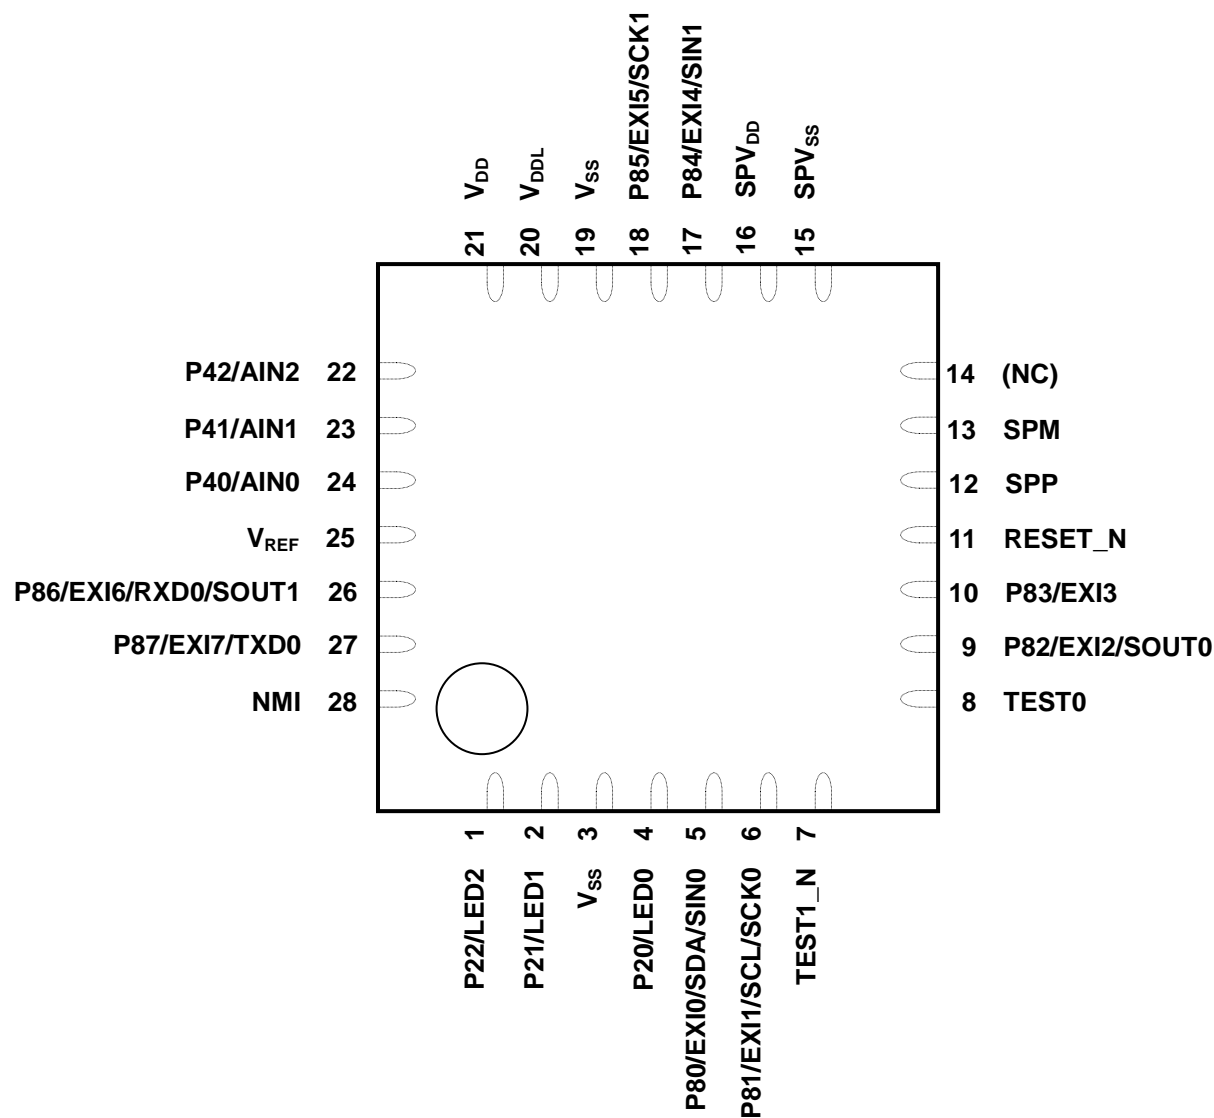 P85/EXI5/SCK1
P84/EXI4/SIN1
VDD
VDDL
VSS
SPVDD
SPVSS
21
20
19
18
17
16
15
P42/AIN2 22
14 (NC)
P41/AIN1 23
13 SPM
P40/AIN0 24
12 SPP
VREF 25
11 RESET_N
P86/EXI6/RXD0/SOUT1 26
10 P83/EXI3
P87/EXI7/TXD0 27
9 P82/EXI2/SOUT0
NMI 28
8 TEST0
1
2
3
4
5
6
7
P22/LED2
P21/LED1
VSS
P20/LED0
P80/EXI0/SDA/SIN0
P81/EXI1/SCL/SCK0
TEST1_N